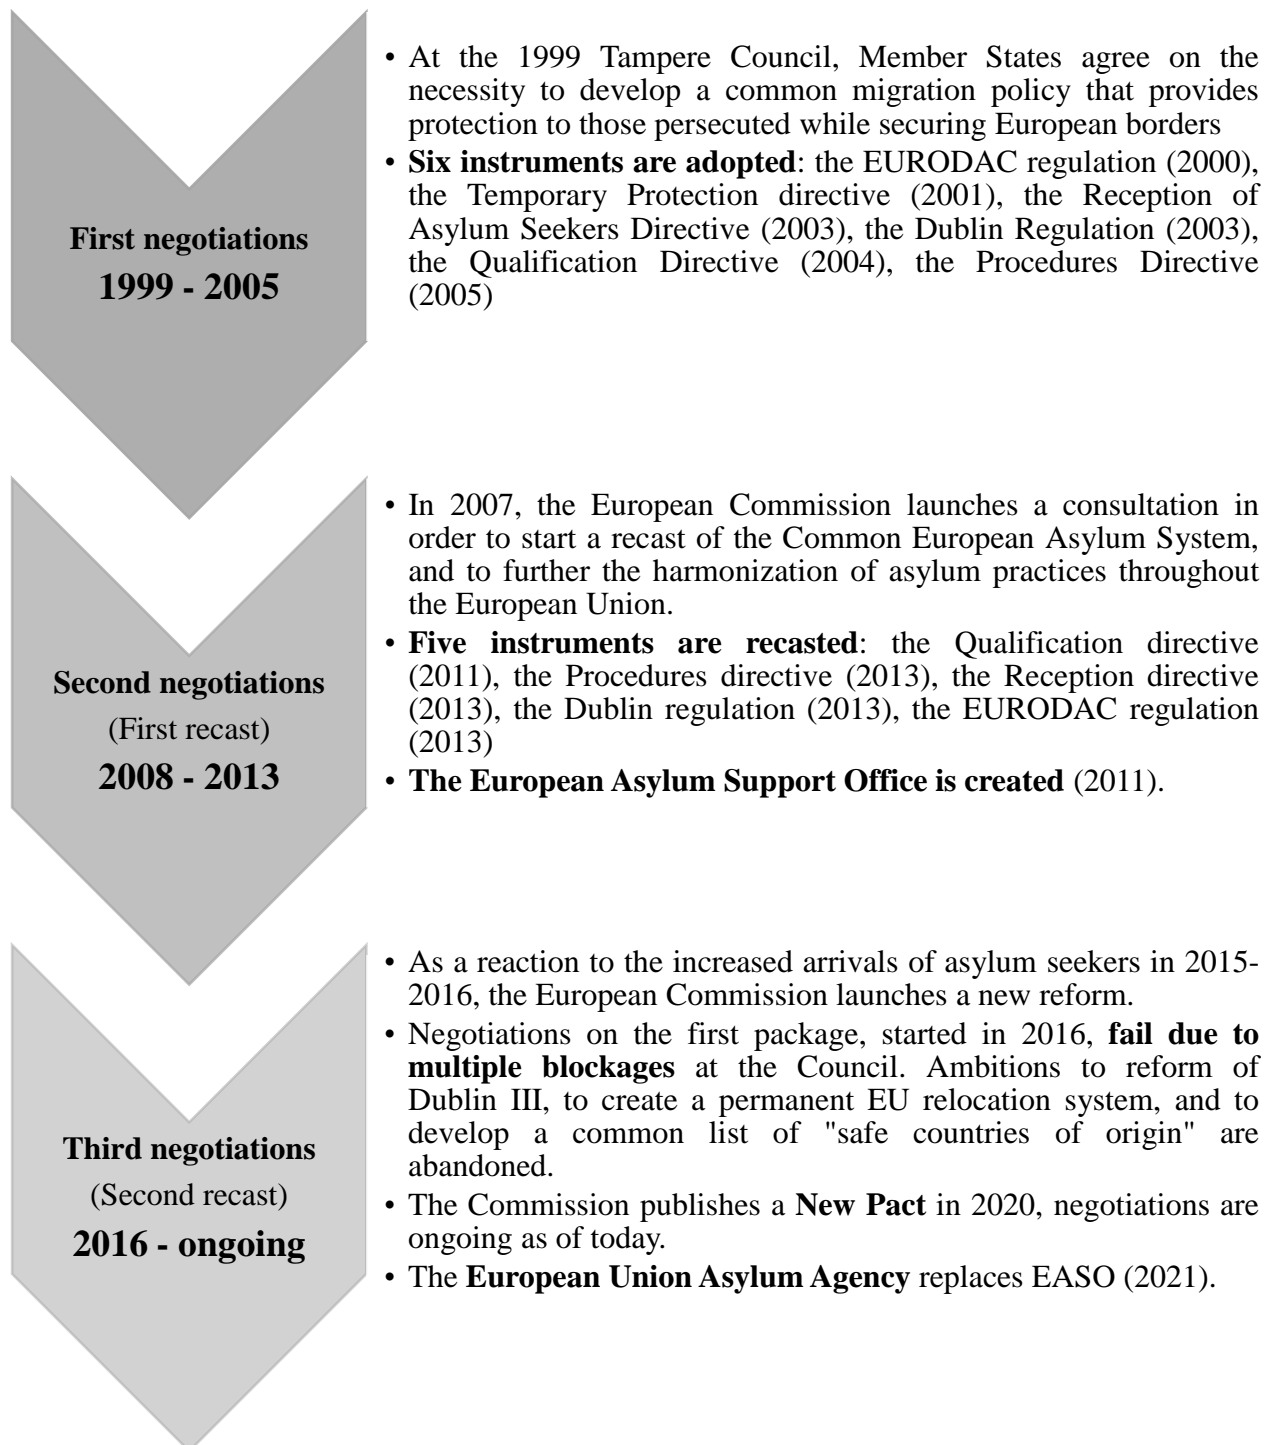 First negotiations
1999 - 2005
• At the 1999 Tampere Council, Member States agree on the
necessity to develop a common migration policy that provides
protection to those persecuted while securing European borders
• Six instruments are adopted: the EURODAC regulation (2000),
the Temporary Protection directive (2001), the Reception of
Asylum Seekers Directive (2003), the Dublin Regulation (2003),
the Qualification Directive (2004), the Procedures Directive
(2005)
Second negotiations
(First recast)
2008 - 2013
• In 2007, the European Commission launches a consultation in
order to start a recast of the Common European Asylum System,
and to further the harmonization of asylum practices throughout
the European Union.
• Five instruments are recasted: the Qualification directive
(2011), the Procedures directive (2013), the Reception directive
(2013), the Dublin regulation (2013), the EURODAC regulation
(2013)
• The European Asylum Support Office is created (2011).
Third negotiations
(Second recast)
2016 - ongoing
• As a reaction to the increased arrivals of asylum seekers in 2015-
2016, the European Commission launches a new reform.
• Negotiations on the first package, started in 2016, fail due to
multiple blockages at the Council. Ambitions to reform of
Dublin III, to create a permanent EU relocation system, and to
develop a common list of "safe countries of origin" are
abandoned.
• The Commission publishes a New Pact in 2020, negotiations are
ongoing as of today.
• The European Union Asylum Agency replaces EASO (2021).